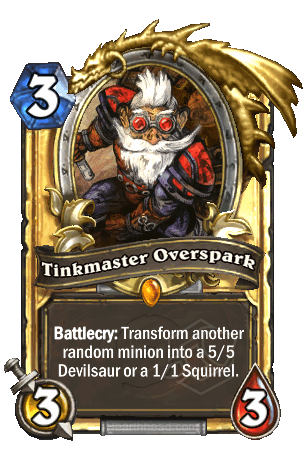 3
Tinkmaster Overspark
Battlecry: Transform another
random minion into a 5/5
Devilsaur or a 1/1 Squirrel.
3
3